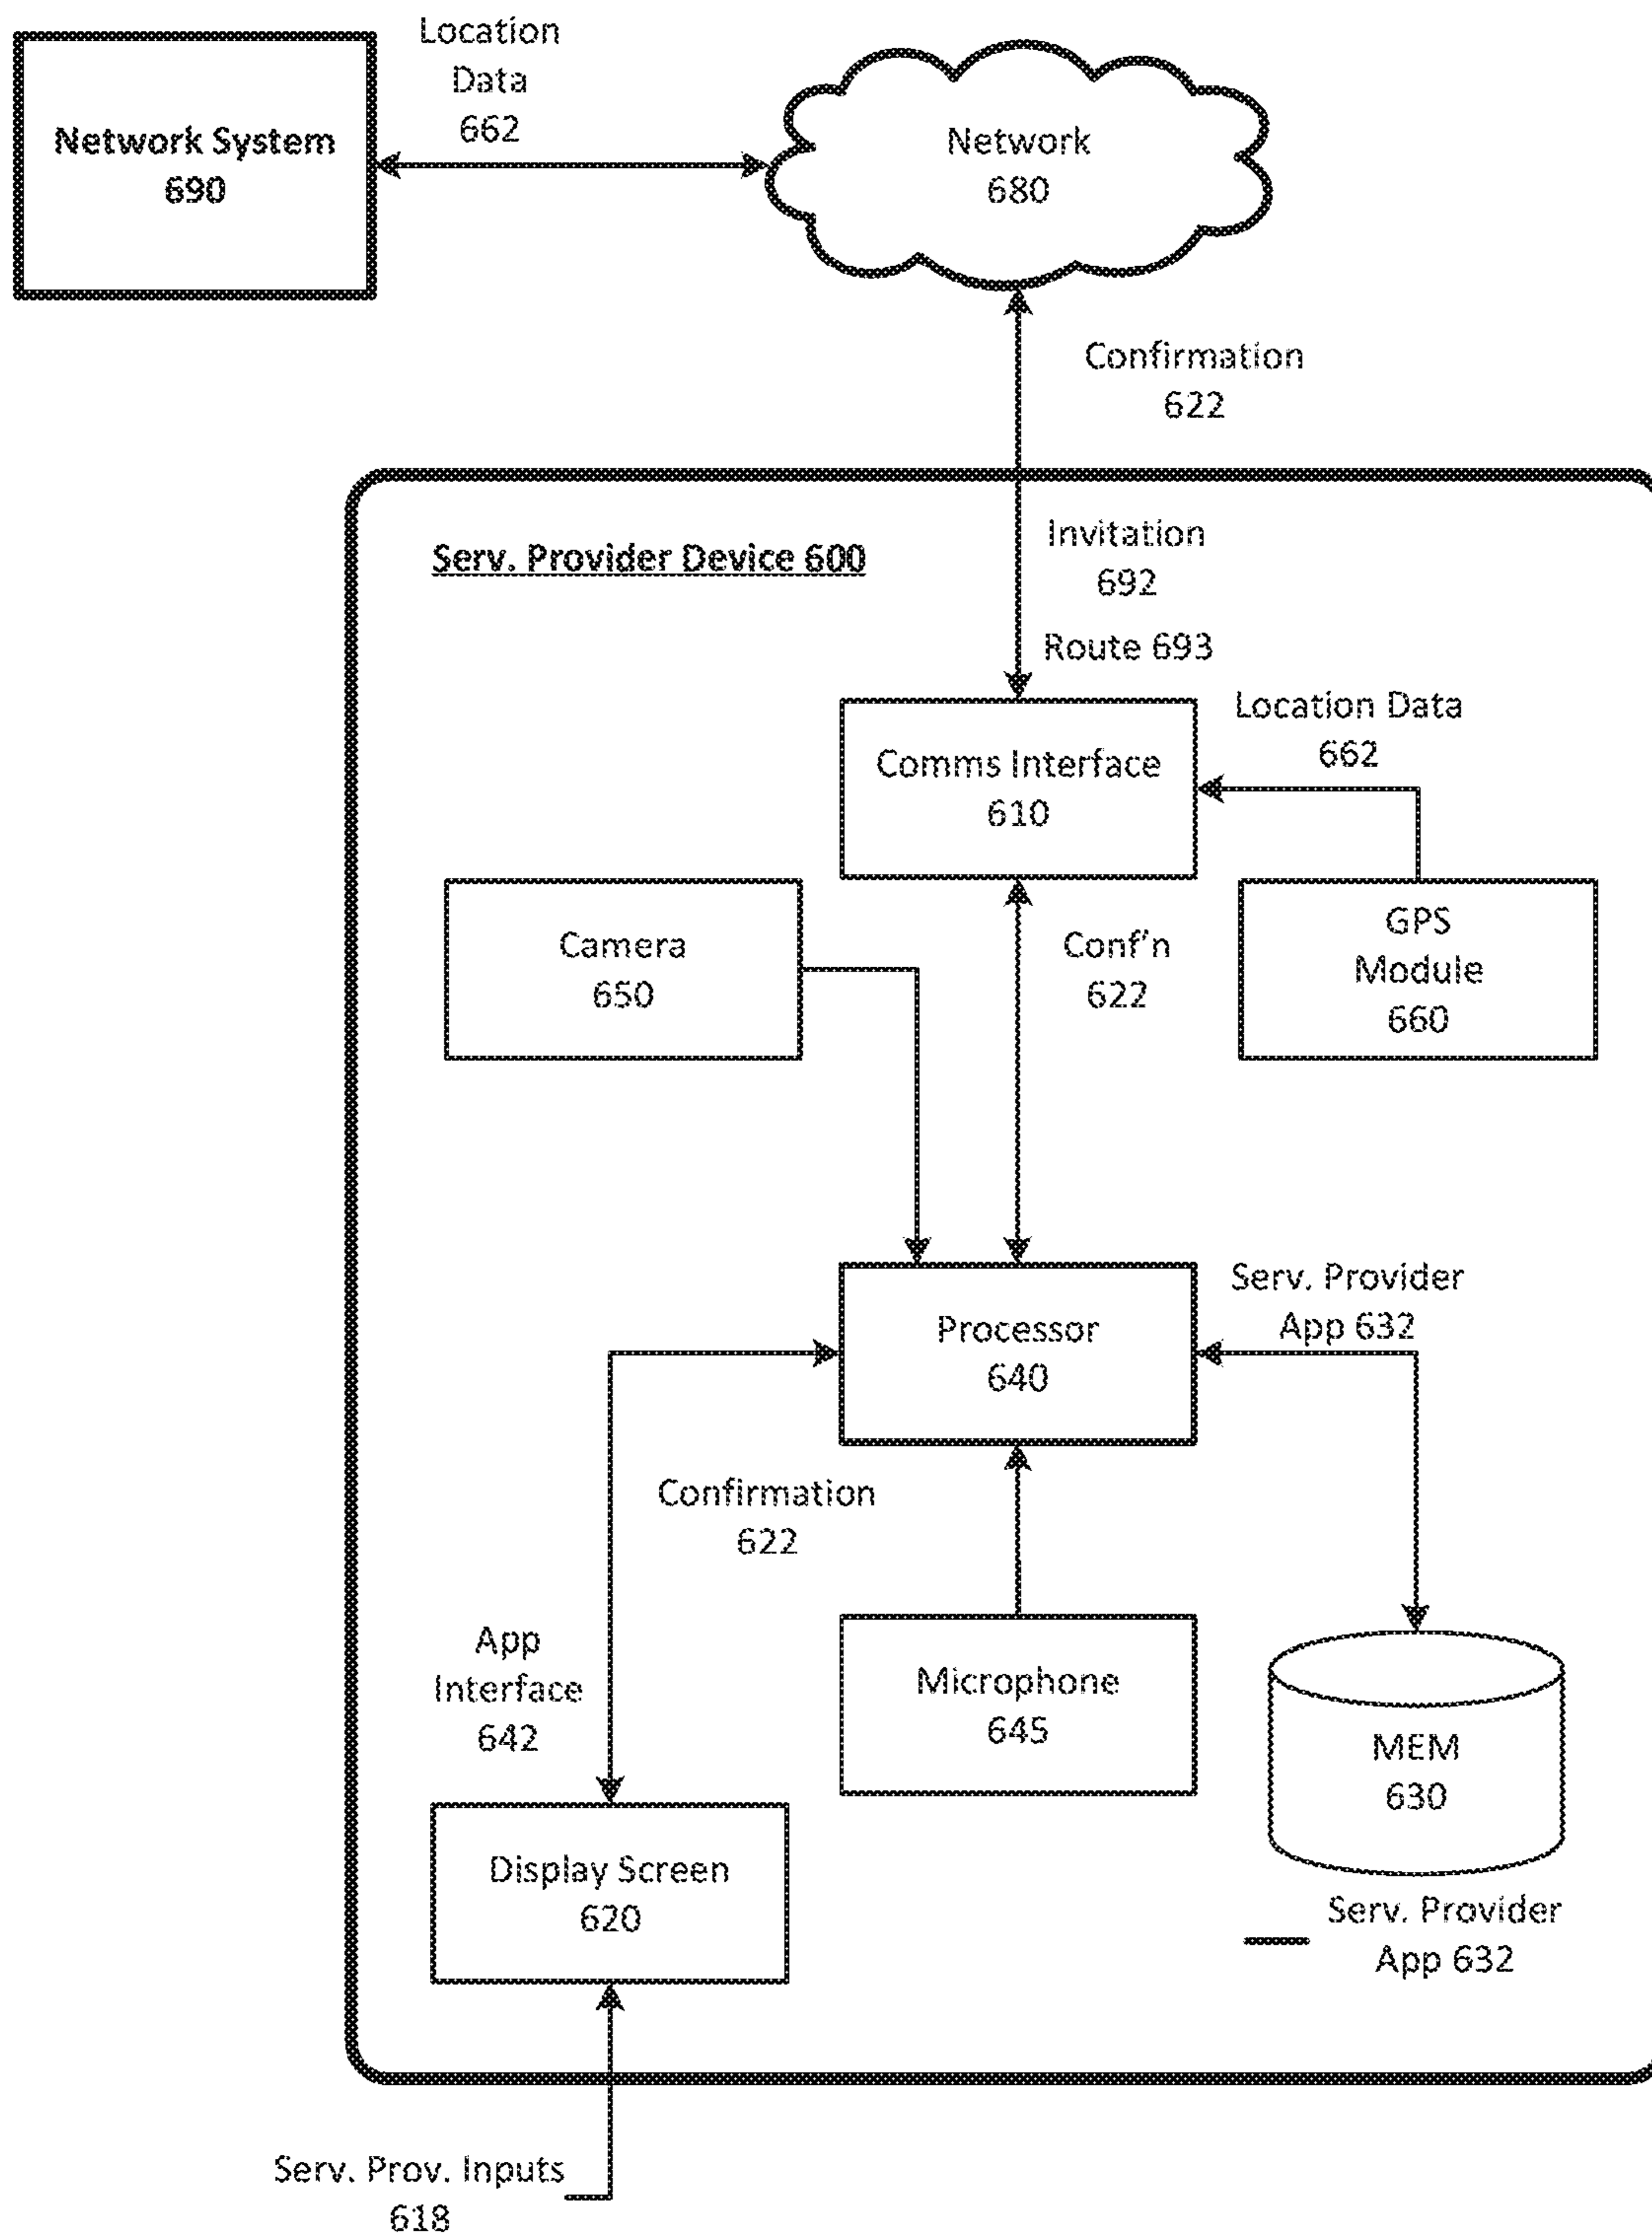 Location
Data
662
Network System
690
Network
680
Confirmation
622
Serv. Provider Device 600
Invitation
692
Route 693
Location Data
662
Comms Interface
610
Camera
650
Conf'n
622
GPS
Module
660
Serv. Provider
App 632
Processor
640
Confirmation
622
App
Interface
642
Microphone
645
MEM
630
Display Screen
620
Serv. Provider
App 632
Serv. Prov. Inputs
618